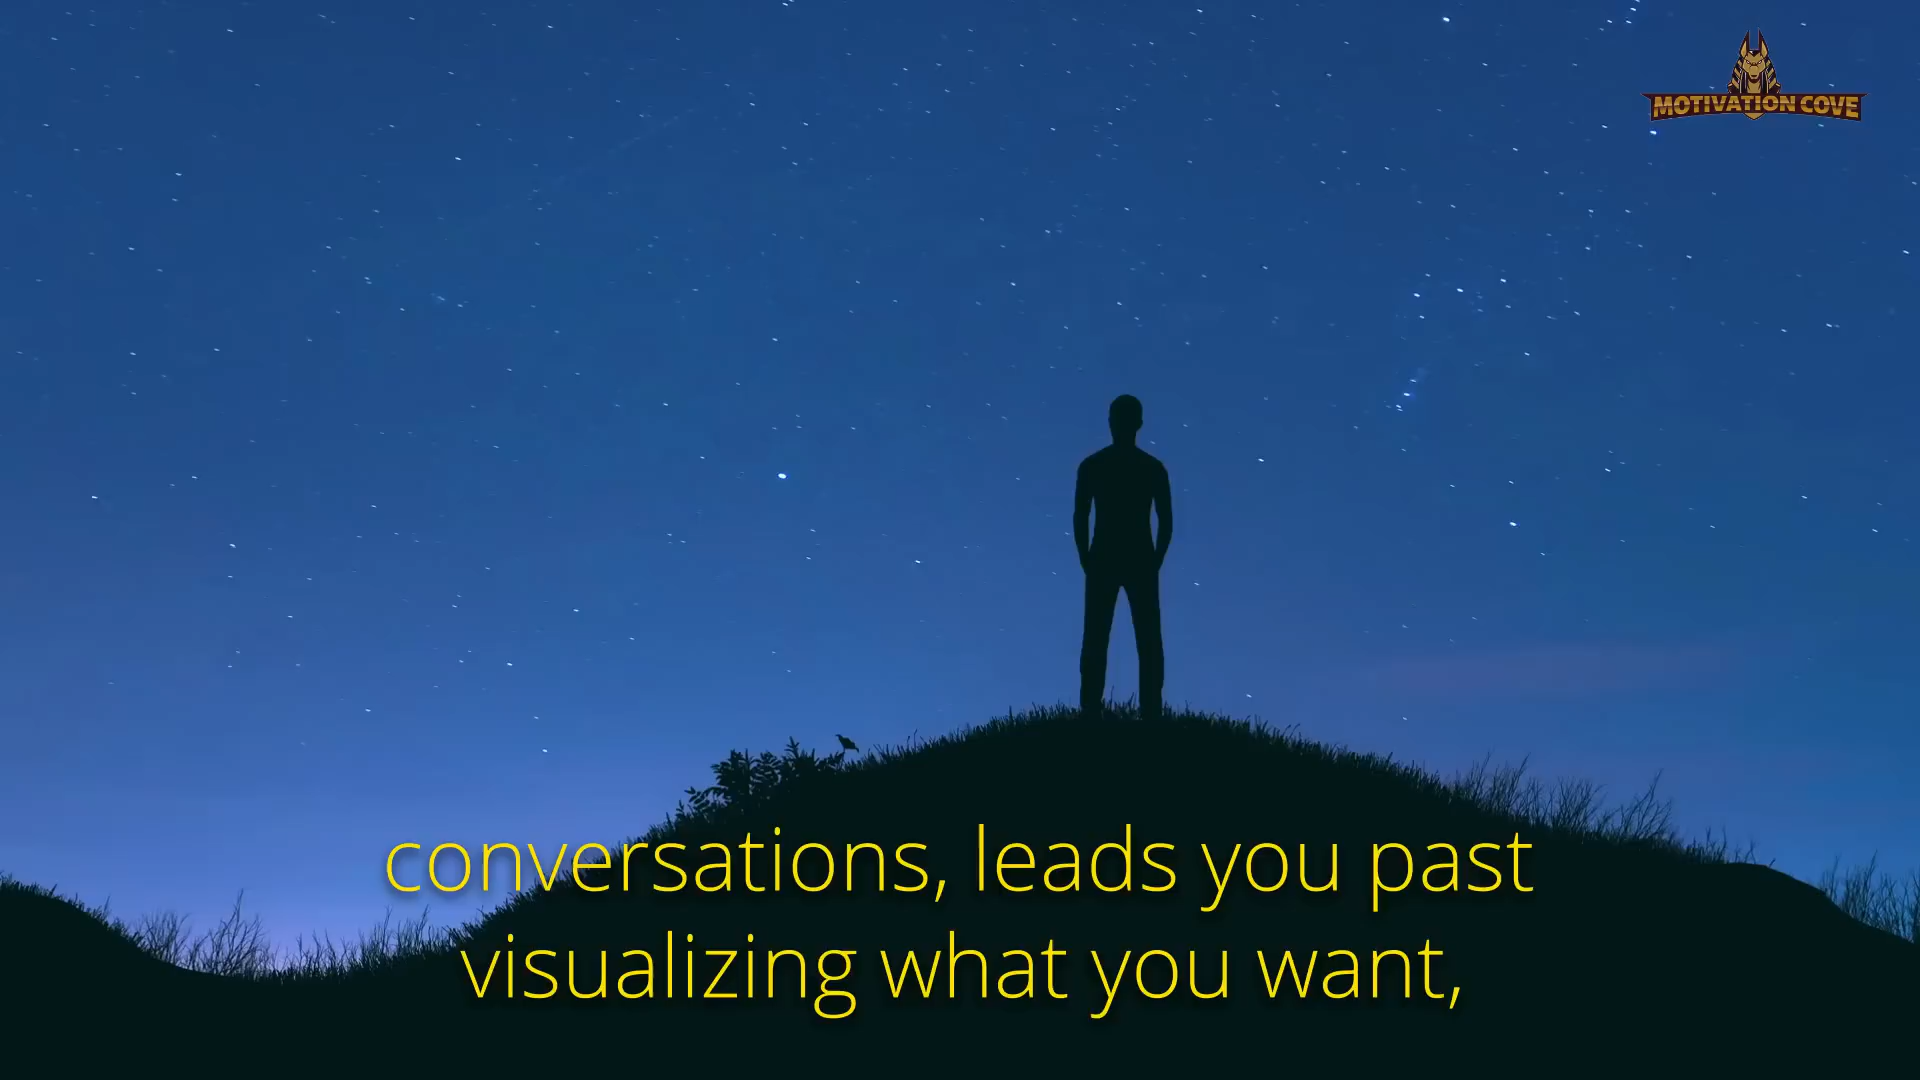 MOTIVATION COVE
conversations, leads you past
visualizing what you want,